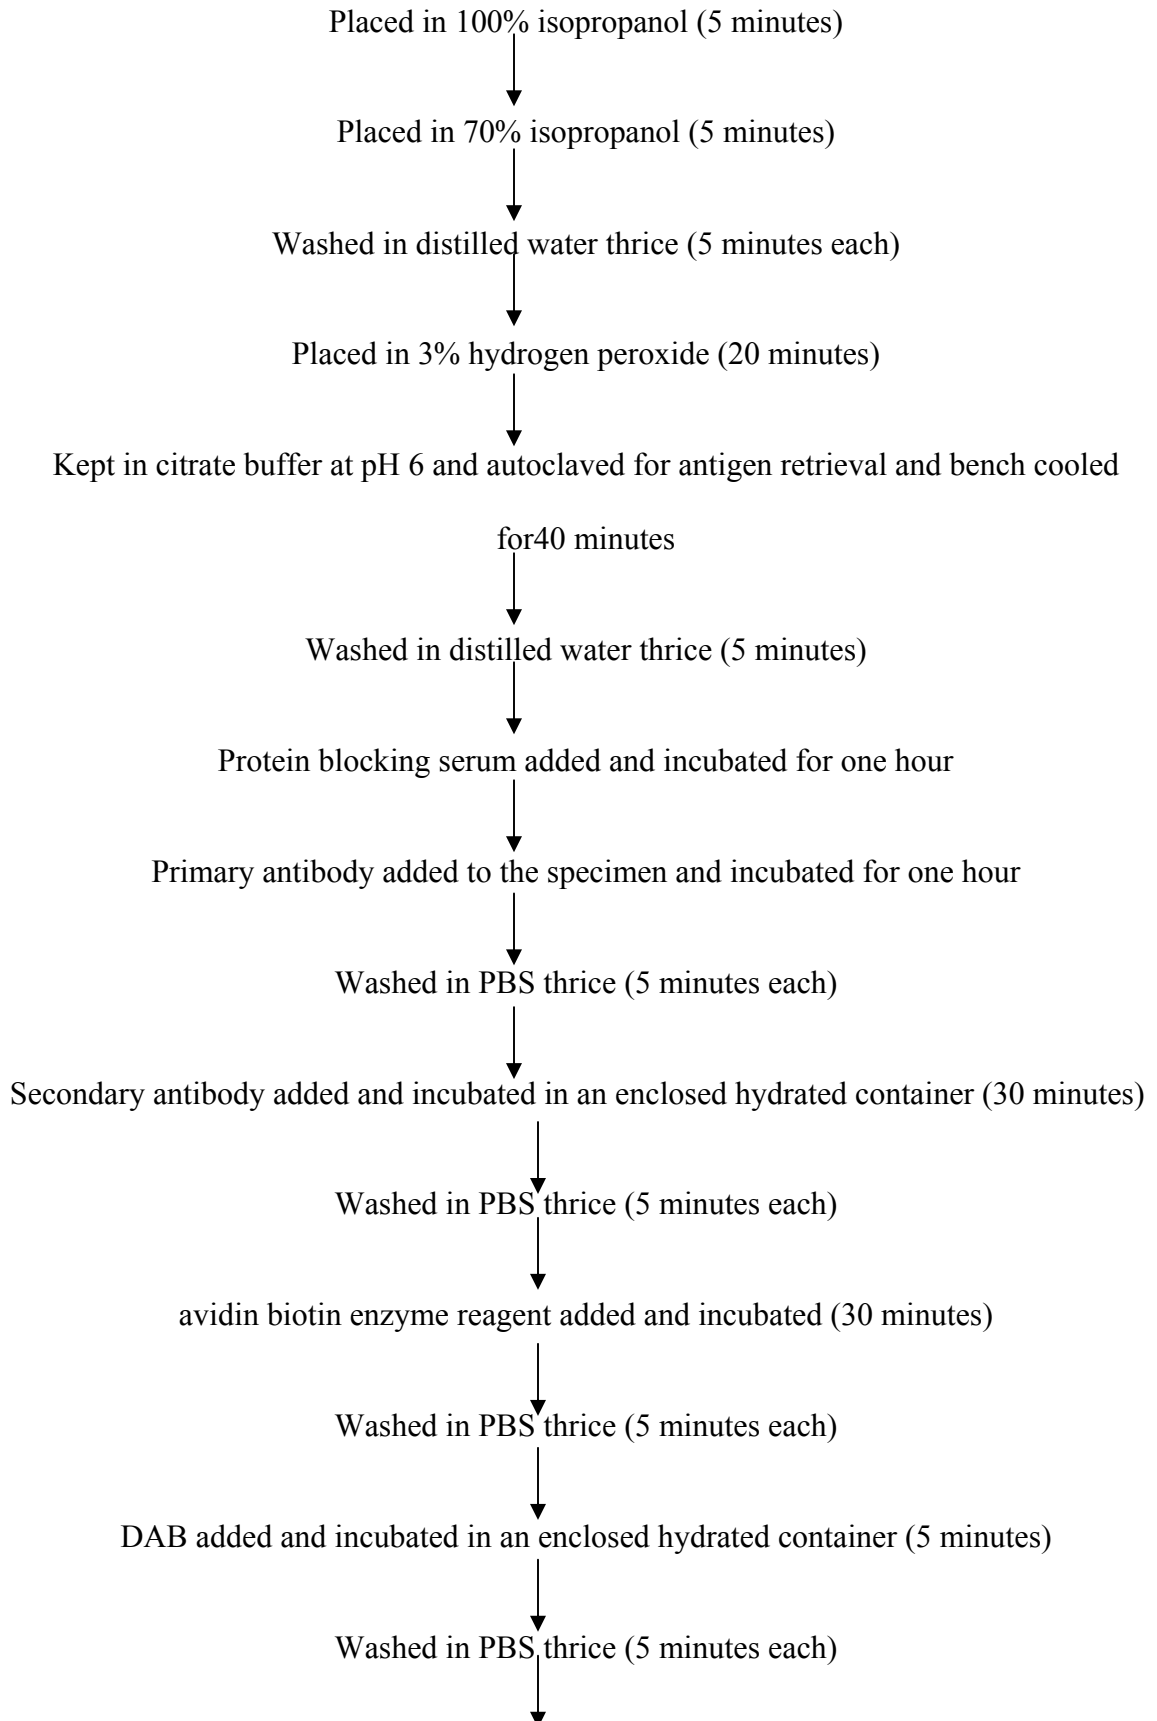 Placed in 100% isopropanol (5 minutes)
Placed in 70% isopropanol (5 minutes)
Washed in distilled water thrice (5 minutes each)
Placed in 3% hydrogen peroxide (20 minutes)
Kept in citrate buffer at pH 6 and autoclaved for antigen retrieval and bench cooled
for40 minutes
Washed in distilled water thrice (5 minutes)
Protein blocking serum added and incubated for one hour
Primary antibody added to the specimen and incubated for one hour
Washed in PBS thrice (5 minutes each)
Secondary antibody added and incubated in an enclosed hydrated container (30 minutes)
Washed in PBS thrice (5 minutes each)
avidin biotin enzyme reagent added and incubated (30 minutes)
Washed in PBS thrice (5 minutes each)
DAB added and incubated in an enclosed hydrated container (5 minutes)
Washed in PBS thrice (5 minutes each)